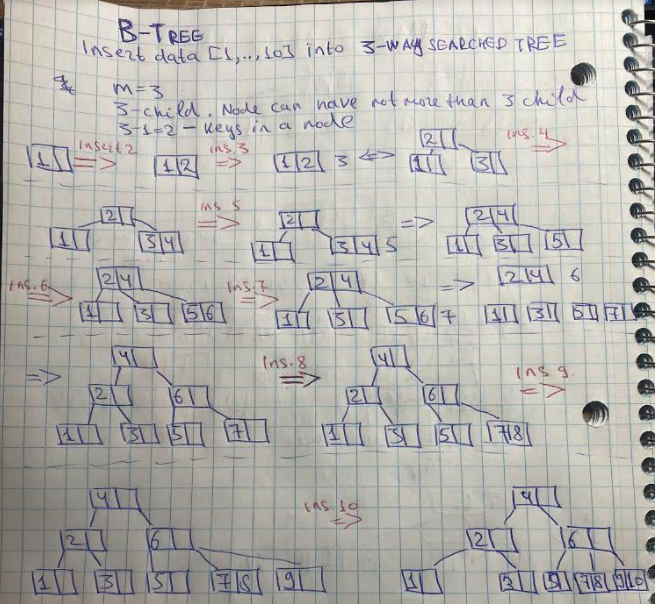 B-TREE
Insert data [1,..,10] into 3-WAY SEARCHED TREE
m=3
3-child. Node can have not more than 3 child
3-1=2 - keys in a node
1 insert 2 => 1 2 ins.3 => 1 2 3 <=> 2 1 3 ins.4 =>
2 ins.5 2 => 2 4
1 3 4 => 1 3 4 5 1 3 5
ins.6 => 2 4 ins.7 => 2 4 => 2 4 6
1 3 5 6 1 3 5 6 7 1 3 5 7
=> 4 ins.8 => 4 ins.9 =>
2 6 2 6
1 3 5 7 1 3 5 7 8
4 ins.10 => 4
2 6 2 6
1 3 5 7 8 9 1 3 5 7 8 9 10